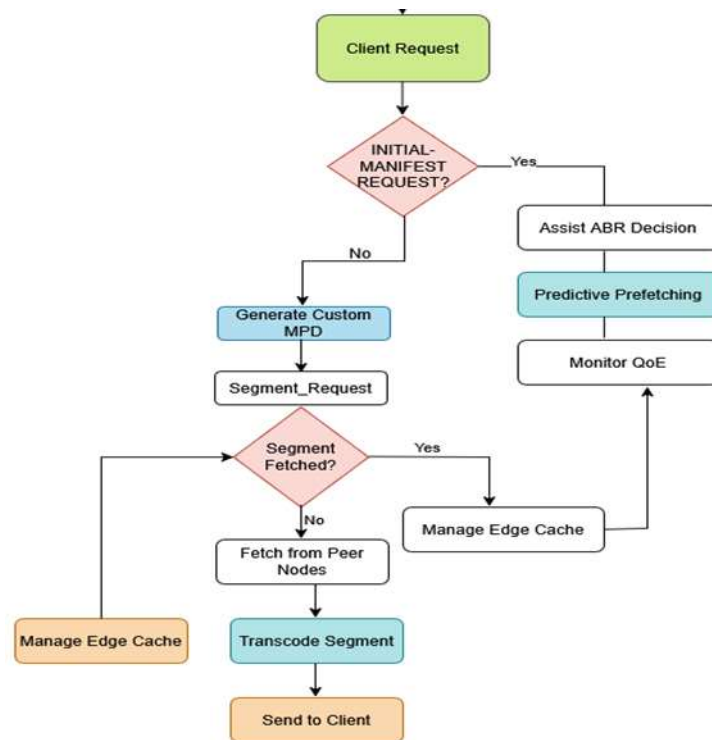 Client Request
INITIAL-
MANIFEST
REQUEST?
Yes
Assist ABR Decision
No
Predictive Prefetching
Generate Custom
MPD
Monitor QoE
Segment_Request
Segment
Fetched?
Yes
No
Manage Edge Cache
Fetch from Peer
Nodes
Manage Edge Cache
Transcode Segment
Send to Client